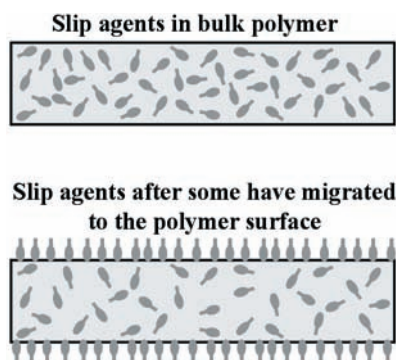 Slip agents in bulk polymer
Slip agents after some have migrated
to the polymer surface